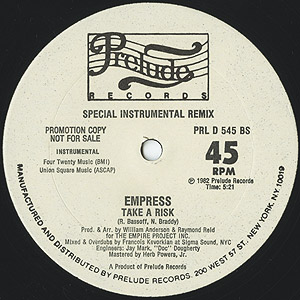 Prelude
RECORDS
SPECIAL INSTRUMENTAL REMIX
PROMOTION COPY
NOT FOR SALE
INSTRUMENTAL
Four Twenty Music (BMI)
Union Square Music (ASCAP)
PRL D 545 BS
45
RPM
℗ 1982 Prelude Records
Time: 5:21
EMPRESS
TAKE A RISK
(R. Bassoff, N. Braddy)
Prod. & Arr. by William Anderson & Raymond Reid
for THE EMPIRE PROJECT INC.
Mixed & Overdubs by Francois Kevorkian at Sigma Sound, NYC
Engineer: Jay Mark, "Doc" Dougherty
Mastered by Herb Powers, Jr.
A Product of Prelude Records
MANUFACTURED AND DISTRIBUTED BY PRELUDE RECORDS. 200 WEST 57 ST. NEW YORK. N.Y. 10019